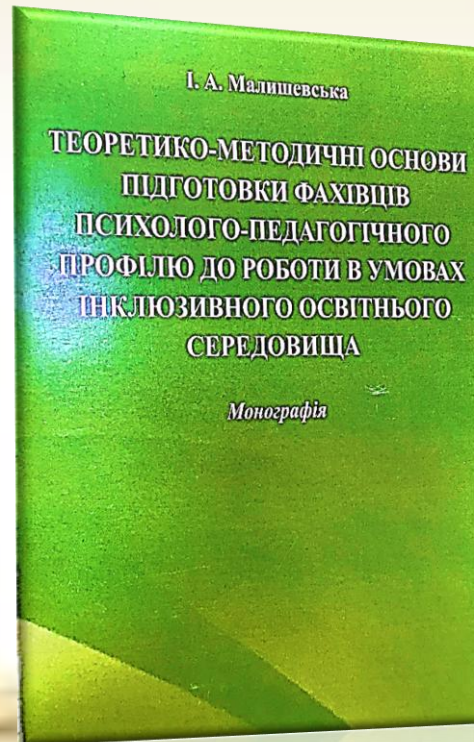 І. А. Малишевська
ТЕОРЕТИКО-МЕТОДИЧНІ ОСНОВИ
ПІДГОТОВКИ ФАХІВЦІВ
ПСИХОЛОГО-ПЕДАГОГІЧНОГО
ПРОФІЛЮ ДО РОБОТИ В УМОВАХ
ІНКЛЮЗИВНОГО ОСВІТНЬОГО
СЕРЕДОВИЩА
Монографія